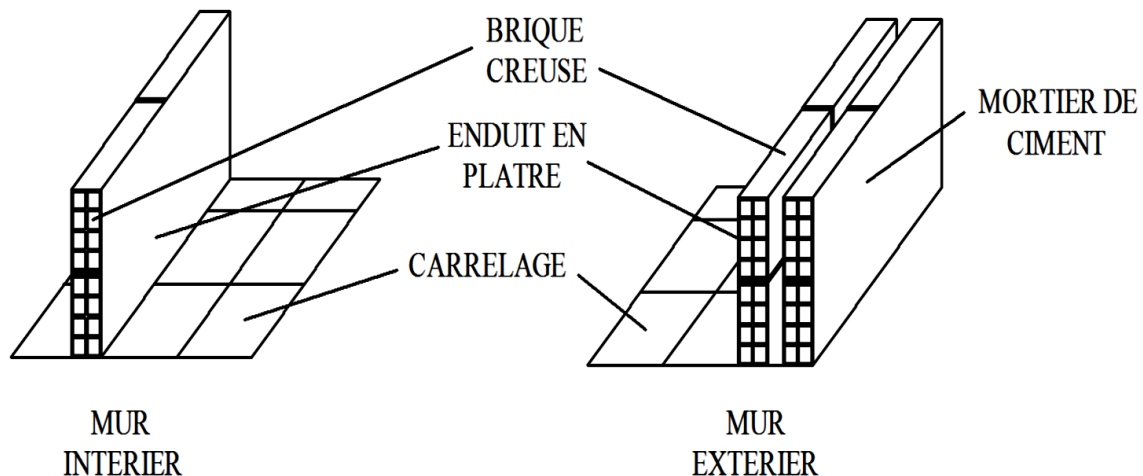 BRIQUE
CREUSE
MORTIER DE
CIMENT
ENDUIT EN
PLATRE
CARRELAGE
MUR
INTERIER
MUR
EXTERIER